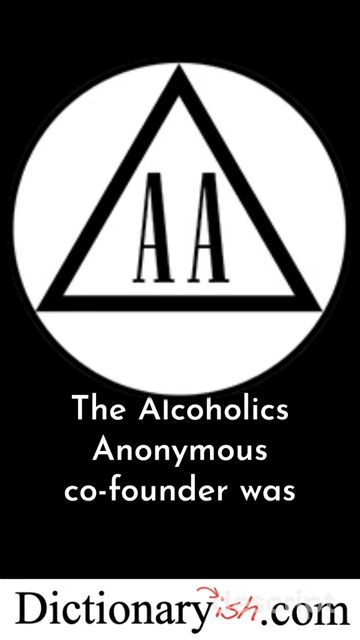 AA
The Alcoholics
Anonymous
co-founder was
Dictionaryish.com